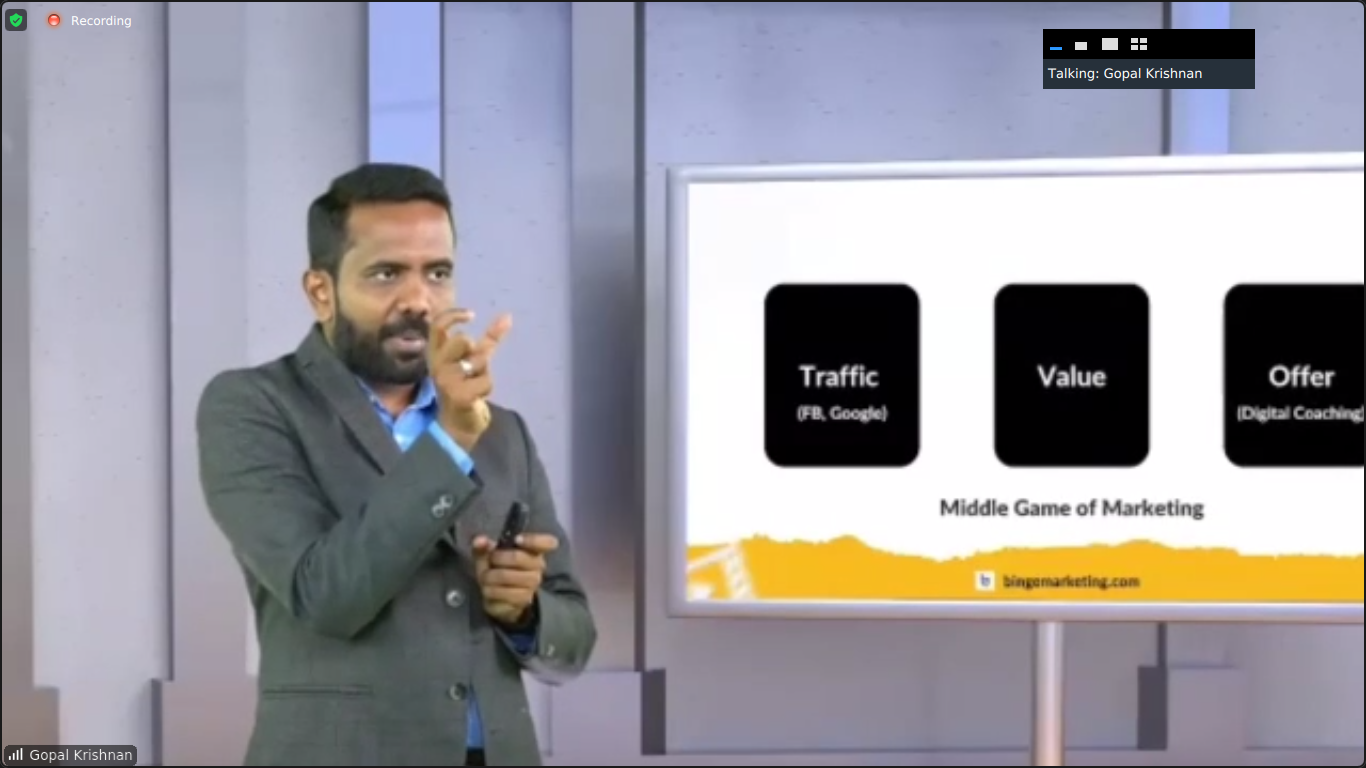 Recording
Talking: Gopal Krishnan
Traffic
(FB, Google)
Value
Offer
(Digital Coaching)
Middle Game of Marketing
b bingemarketing.com
Gopal Krishnan